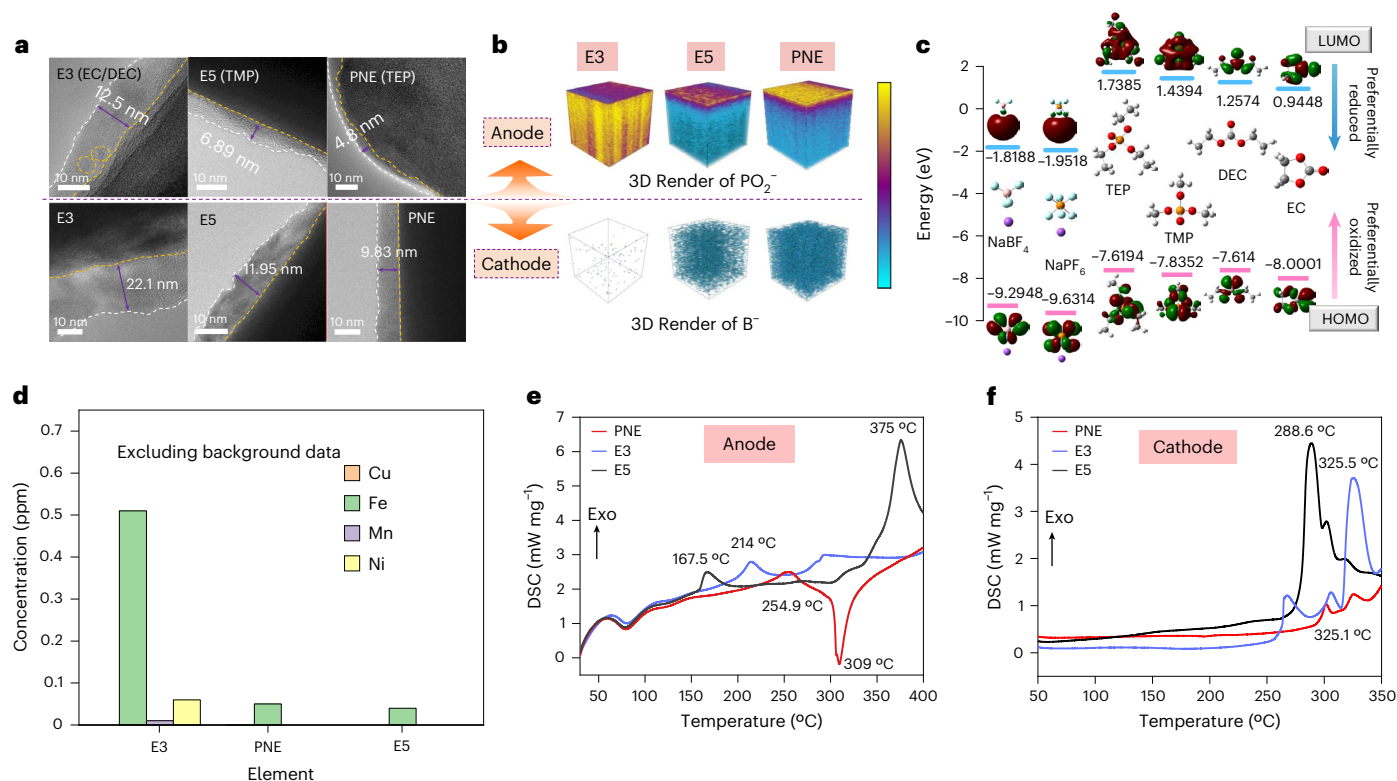 a
E3 (EC/DEC)
12.5 nm
10 nm
E5 (TMP)
6.89 nm
10 nm
PNE (TEP)
4.8 nm
10 nm
E3
22.1 nm
10 nm
E5
11.95 nm
10 nm
PNE
9.83 nm
10 nm
b
E3
E5
PNE
Anode
3D Render of PO₂⁻
Cathode
3D Render of B⁻
c
LUMO
Preferentially
reduced
Preferentially
oxidized
HOMO
Energy (eV)
2
0
−2
−4
−6
−8
−10
1.7385
1.4394
1.2574
0.9448
−1.8188
−1.9518
TEP
DEC
EC
TMP
NaBF₄
NaPF₆
−7.6194
−7.8352
−7.614
−8.0001
−9.2948
−9.6314
d
Excluding background data
Cu
Fe
Mn
Ni
Concentration (ppm)
0.7
0.6
0.5
0.4
0.3
0.2
0.1
0
E3
PNE
E5
Element
e
PNE
E3
E5
Anode
Exo
375 ºC
167.5 ºC
214 ºC
254.9 ºC
309 ºC
DSC (mW mg⁻¹)
7
6
5
4
3
2
1
0
50
100
150
200
250
300
350
400
Temperature (ºC)
f
PNE
E3
E5
Cathode
Exo
288.6 ºC
325.5 ºC
325.1 ºC
DSC (mW mg⁻¹)
5
4
3
2
1
0
50
100
150
200
250
300
350
Temperature (ºC)